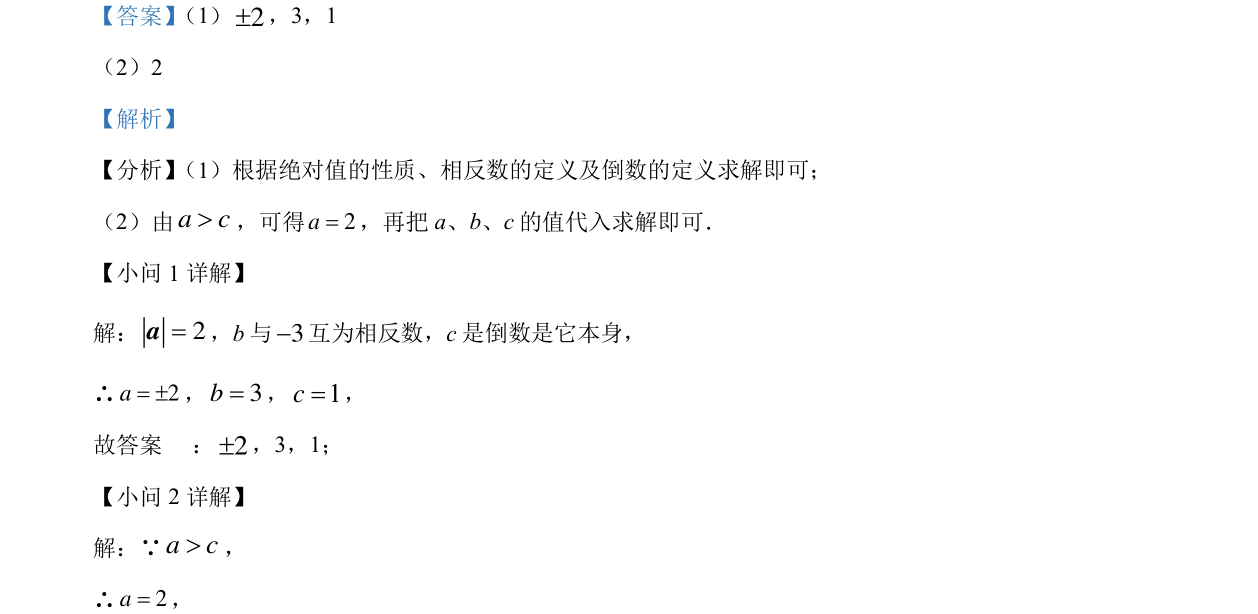 【答案】（1）±2，3，1
（2）2
【解析】
【分析】（1）根据绝对值的性质、相反数的定义及倒数的定义求解即可；
（2）由 a > c ，可得 a = 2，再把 a、b、c 的值代入求解即可．
【小问 1 详解】
解：|a| = 2，b 与 −3 互为相反数，c 是倒数是它本身，
∴ a = ±2，b = 3，c = 1，
故答案 ：±2，3，1；
【小问 2 详解】
解：∵ a > c ，
∴ a = 2，